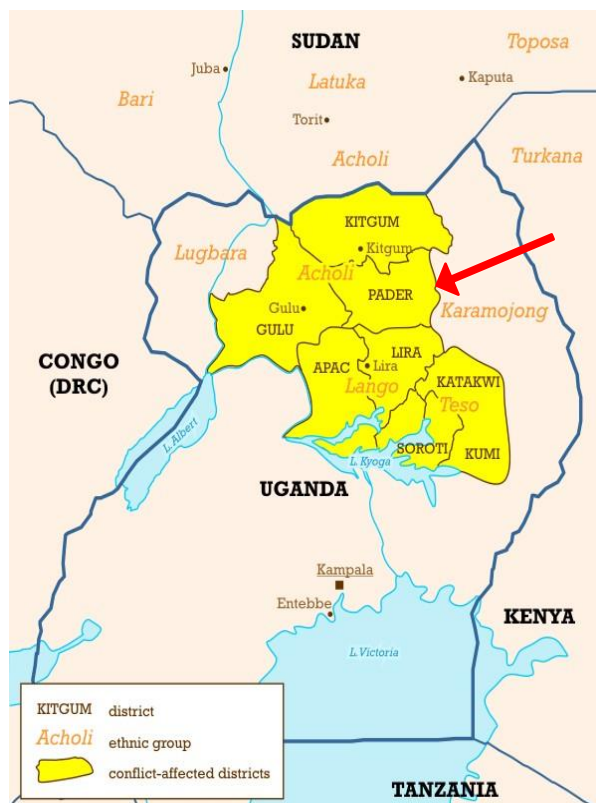 SUDAN
Toposa
Juba
Latuka
Kaputa
Bari
Torit
Acholi
Turkana
KITGUM
Kitgum
Lugbara
Acholi
PADER
Gulu
Karamojong
GULU
CONGO
(DRC)
APAC
LIRA
Lira
KATAKWI
Lango
Teso
L. Albert
SOROTI
KUMI
L. Kyoga
UGANDA
Kampala
Entebbe
KENYA
L. Victoria
KITGUM district
Acholi ethnic group
conflict-affected districts
TANZANIA